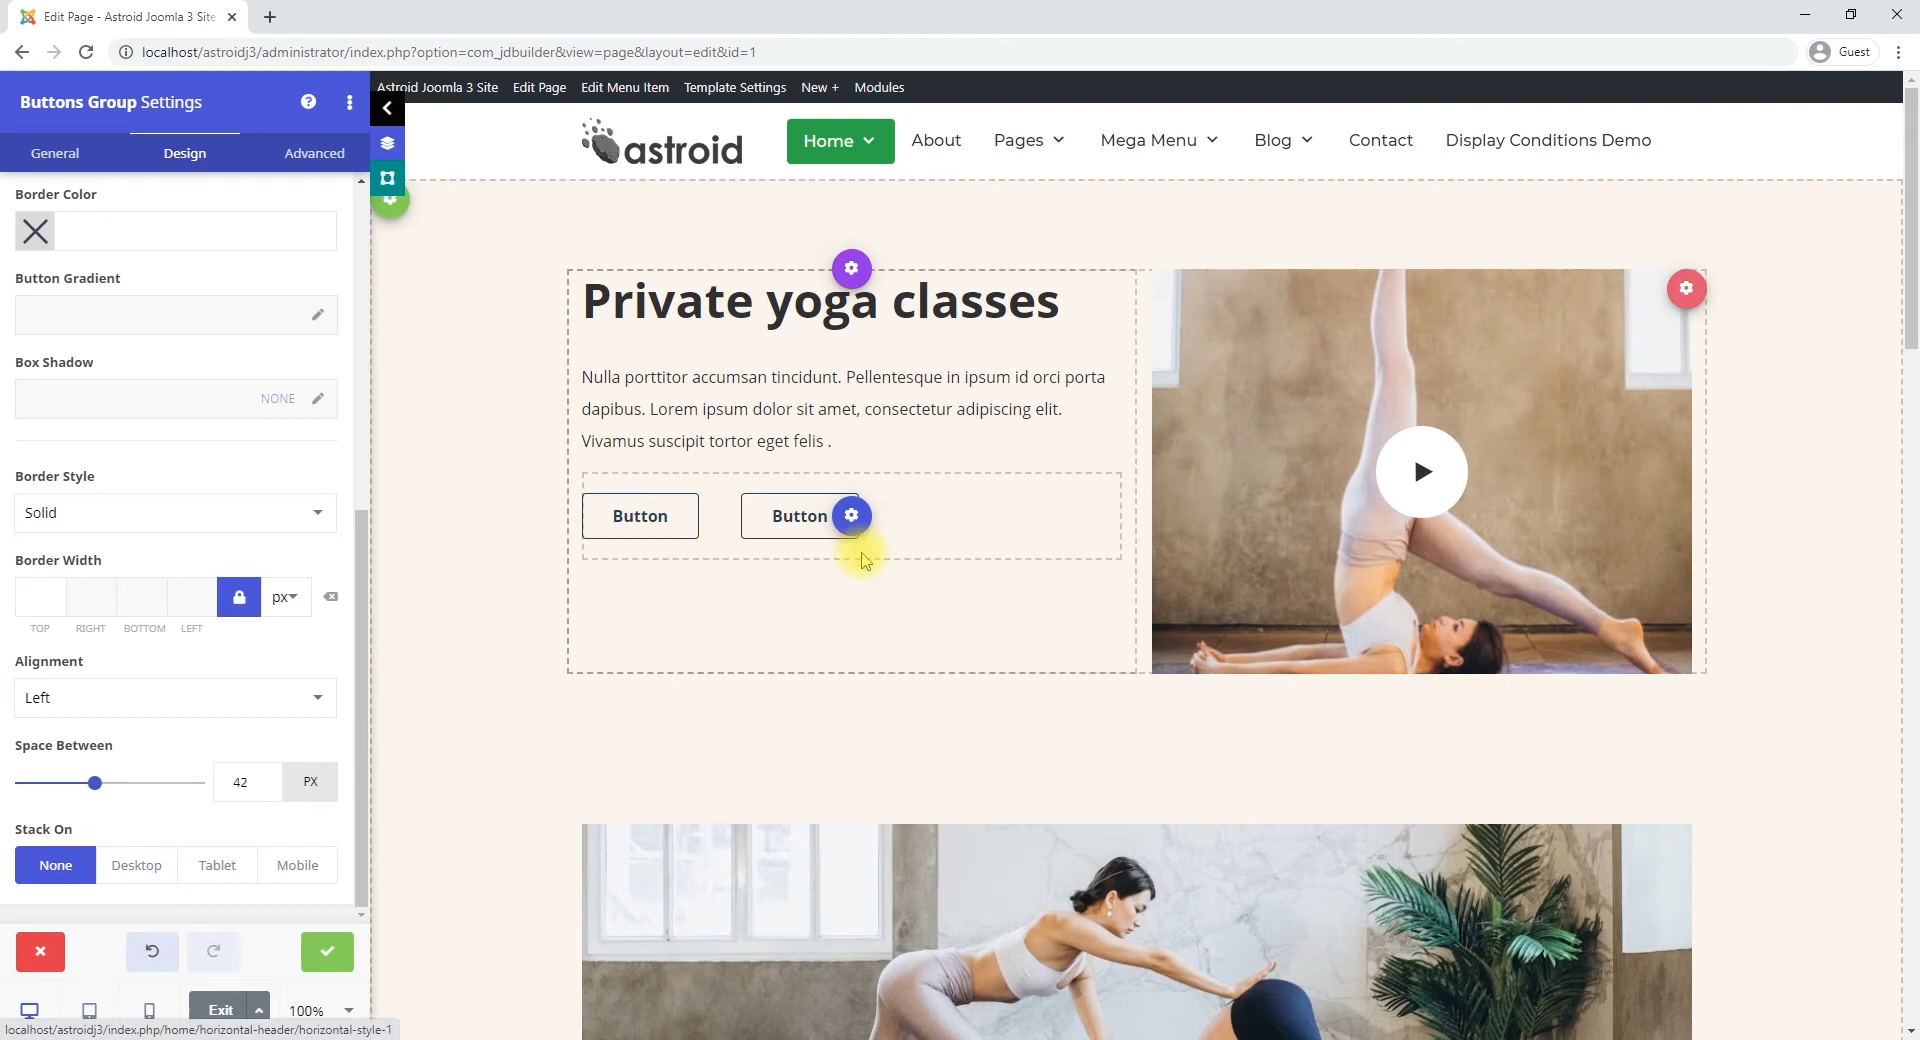 Edit Page - Astroid Joomla 3 Site
localhost/astroidj3/administrator/index.php?option=com_jdbuilder&view=page&layout=edit&id=1
Guest
Buttons Group Settings
General Design Advanced
Border Color
Button Gradient
Box Shadow
NONE
Border Style
Solid
Border Width
px
TOP RIGHT BOTTOM LEFT
Alignment
Left
Space Between
42 PX
Stack On
None Desktop Tablet Mobile
Exit 100%
localhost/astroidj3/index.php/home/horizontal-header/horizontal-style-1
Astroid Joomla 3 Site Edit Page Edit Menu Item Template Settings New + Modules
astroid
Home About Pages Mega Menu Blog Contact Display Conditions Demo
Private yoga classes
Nulla porttitor accumsan tincidunt. Pellentesque in ipsum id orci porta
dapibus. Lorem ipsum dolor sit amet, consectetur adipiscing elit.
Vivamus suscipit tortor eget felis .
Button Button